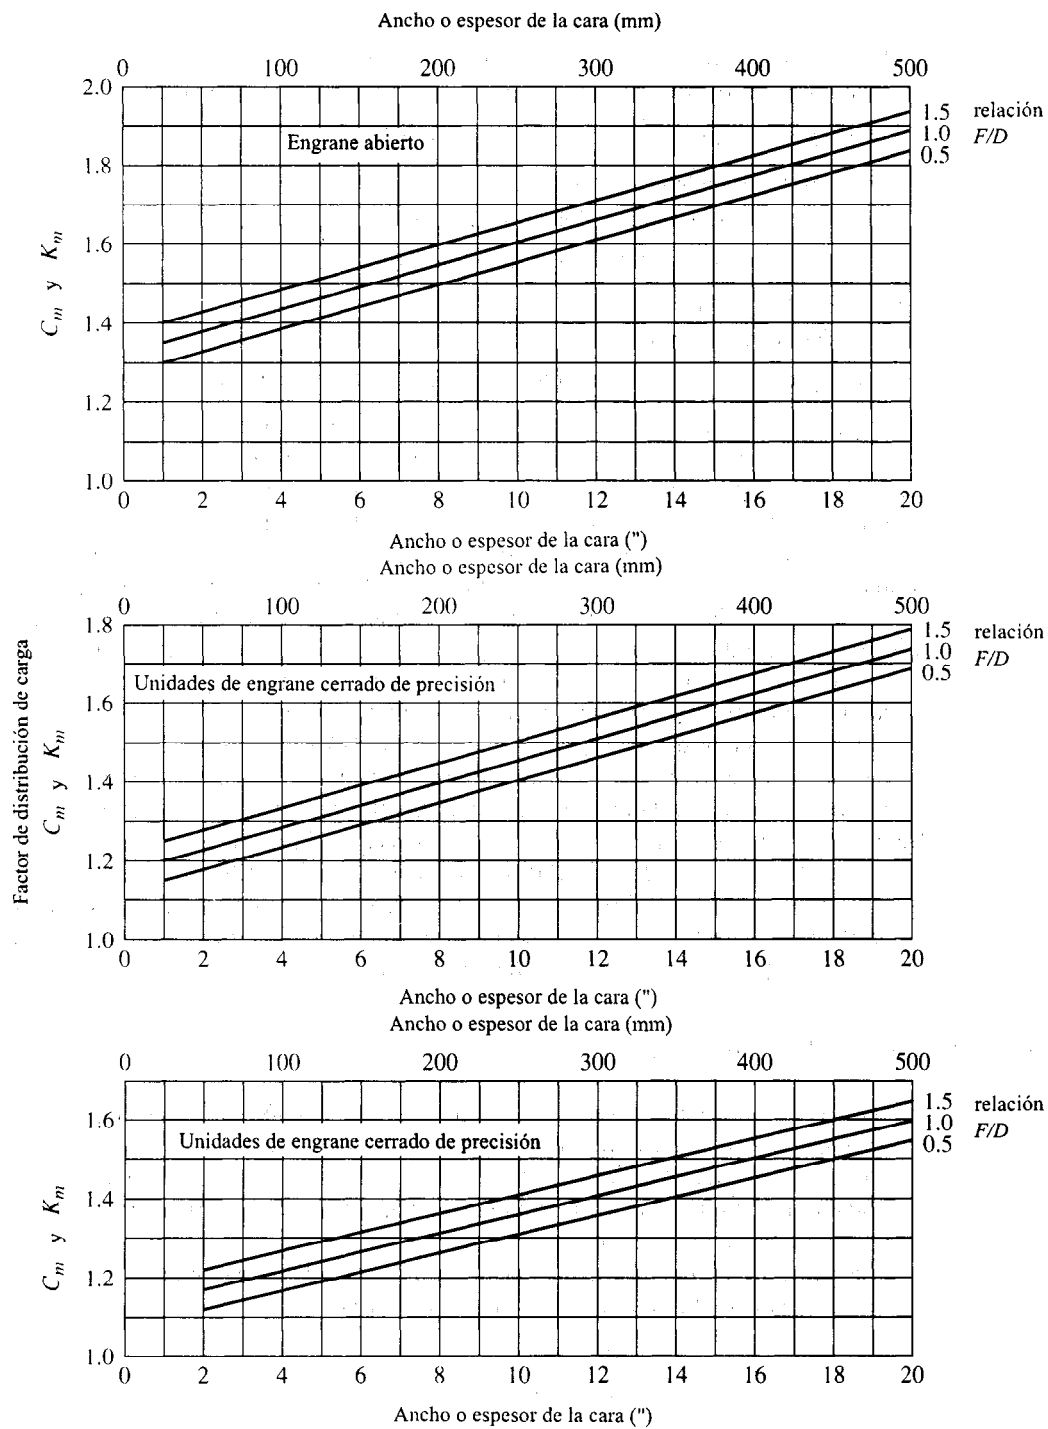 Ancho o espesor de la cara (mm)
0 100 200 300 400 500
2.0
1.5 relación
Engrane abierto
1.0 F/D
0.5
1.8
1.6
C_m y K_m
1.4
1.2
1.0
0 2 4 6 8 10 12 14 16 18 20
Ancho o espesor de la cara (")
Ancho o espesor de la cara (mm)
0 100 200 300 400 500
1.8
1.5 relación
1.0 F/D
0.5
Unidades de engrane cerrado de precisión
1.6
Factor de distribución de carga
C_m y K_m
1.4
1.2
1.0
0 2 4 6 8 10 12 14 16 18 20
Ancho o espesor de la cara (")
Ancho o espesor de la cara (mm)
0 100 200 300 400 500
1.5 relación
1.6
1.0 F/D
Unidades de engrane cerrado de precisión
0.5
1.4
C_m y K_m
1.2
1.0
0 2 4 6 8 10 12 14 16 18 20
Ancho o espesor de la cara (")